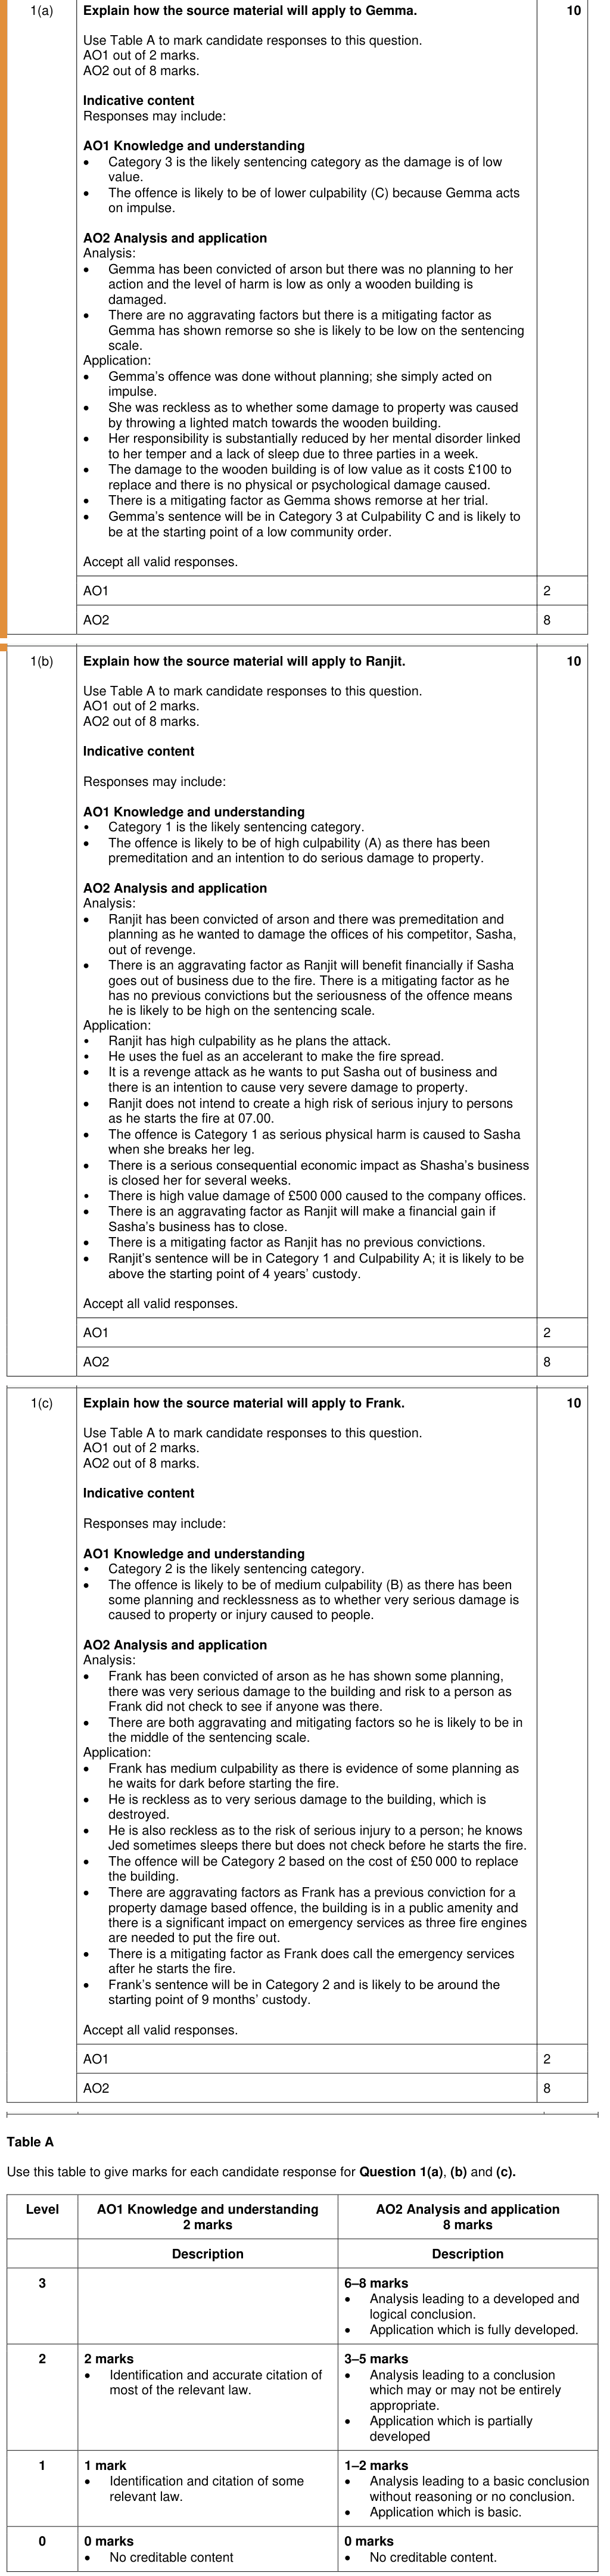 1(a)
Explain how the source material will apply to Gemma.
10
Use Table A to mark candidate responses to this question.
AO1 out of 2 marks.
AO2 out of 8 marks.
Indicative content
Responses may include:
AO1 Knowledge and understanding
• Category 3 is the likely sentencing category as the damage is of low
value.
• The offence is likely to be of lower culpability (C) because Gemma acts
on impulse.
AO2 Analysis and application
Analysis:
• Gemma has been convicted of arson but there was no planning to her
action and the level of harm is low as only a wooden building is
damaged.
• There are no aggravating factors but there is a mitigating factor as
Gemma has shown remorse so she is likely to be low on the sentencing
scale.
Application:
• Gemma's offence was done without planning; she simply acted on
impulse.
• She was reckless as to whether some damage to property was caused
by throwing a lighted match towards the wooden building.
• Her responsibility is substantially reduced by her mental disorder linked
to her temper and a lack of sleep due to three parties in a week.
• The damage to the wooden building is of low value as it costs £100 to
replace and there is no physical or psychological damage caused.
• There is a mitigating factor as Gemma shows remorse at her trial.
• Gemma's sentence will be in Category 3 at Culpability C and is likely to
be at the starting point of a low community order.
Accept all valid responses.
AO1
2
AO2
8
1(b)
Explain how the source material will apply to Ranjit.
10
Use Table A to mark candidate responses to this question.
AO1 out of 2 marks.
AO2 out of 8 marks.
Indicative content
Responses may include:
AO1 Knowledge and understanding
• Category 1 is the likely sentencing category.
• The offence is likely to be of high culpability (A) as there has been
premeditation and an intention to do serious damage to property.
AO2 Analysis and application
Analysis:
• Ranjit has been convicted of arson and there was premeditation and
planning as he wanted to damage the offices of his competitor, Sasha,
out of revenge.
• There is an aggravating factor as Ranjit will benefit financially if Sasha
goes out of business due to the fire. There is a mitigating factor as he
has no previous convictions but the seriousness of the offence means
he is likely to be high on the sentencing scale.
Application:
• Ranjit has high culpability as he plans the attack.
• He uses the fuel as an accelerant to make the fire spread.
• It is a revenge attack as he wants to put Sasha out of business and
there is an intention to cause very severe damage to property.
• Ranjit does not intend to create a high risk of serious injury to persons
as he starts the fire at 07.00.
• The offence is Category 1 as serious physical harm is caused to Sasha
when she breaks her leg.
• There is a serious consequential economic impact as Shasha's business
is closed her for several weeks.
• There is high value damage of £500 000 caused to the company offices.
• There is an aggravating factor as Ranjit will make a financial gain if
Sasha's business has to close.
• There is a mitigating factor as Ranjit has no previous convictions.
• Ranjit's sentence will be in Category 1 and Culpability A; it is likely to be
above the starting point of 4 years' custody.
Accept all valid responses.
AO1
2
AO2
8
1(c)
Explain how the source material will apply to Frank.
10
Use Table A to mark candidate responses to this question.
AO1 out of 2 marks.
AO2 out of 8 marks.
Indicative content
Responses may include:
AO1 Knowledge and understanding
• Category 2 is the likely sentencing category.
• The offence is likely to be of medium culpability (B) as there has been
some planning and recklessness as to whether very serious damage is
caused to property or injury caused to people.
AO2 Analysis and application
Analysis:
• Frank has been convicted of arson as he has shown some planning,
there was very serious damage to the building and risk to a person as
Frank did not check to see if anyone was there.
• There are both aggravating and mitigating factors so he is likely to be in
the middle of the sentencing scale.
Application:
• Frank has medium culpability as there is evidence of some planning as
he waits for dark before starting the fire.
• He is reckless as to very serious damage to the building, which is
destroyed.
• He is also reckless as to the risk of serious injury to a person; he knows
Jed sometimes sleeps there but does not check before he starts the fire.
• The offence will be Category 2 based on the cost of £50 000 to replace
the building.
• There are aggravating factors as Frank has a previous conviction for a
property damage based offence, the building is in a public amenity and
there is a significant impact on emergency services as three fire engines
are needed to put the fire out.
• There is a mitigating factor as Frank does call the emergency services
after he starts the fire.
• Frank's sentence will be in Category 2 and is likely to be around the
starting point of 9 months' custody.
Accept all valid responses.
AO1
2
AO2
8
Table A
Use this table to give marks for each candidate response for Question 1(a), (b) and (c).
Level
AO1 Knowledge and understanding
2 marks
AO2 Analysis and application
8 marks
Description
Description
3
6–8 marks
• Analysis leading to a developed and
logical conclusion.
• Application which is fully developed.
2
2 marks
• Identification and accurate citation of
most of the relevant law.
3–5 marks
• Analysis leading to a conclusion
which may or may not be entirely
appropriate.
• Application which is partially
developed
1
1 mark
• Identification and citation of some
relevant law.
1–2 marks
• Analysis leading to a basic conclusion
without reasoning or no conclusion.
• Application which is basic.
0
0 marks
• No creditable content
0 marks
• No creditable content.